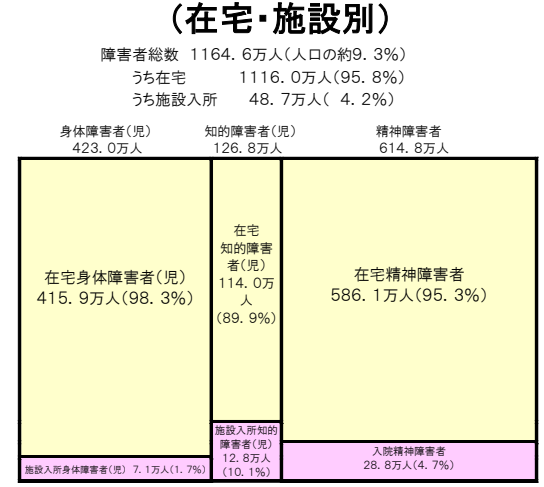 （在宅・施設別）
障害者総数 1164．6万人（人口の約9．3％）
うち在宅 1116．0万人（95．8％）
うち施設入所 48．7万人（ 4．2％）
身体障害者（児） 知的障害者（児） 精神障害者
423．0万人 126．8万人 614．8万人
在宅身体障害者（児）
415．9万人（98．3％）
在宅
知的障害
者（児）
114．0万
人
（89．9％）
在宅精神障害者
586．1万人（95．3％）
施設入所身体障害者（児） 7．1万人（1．7％）
施設入所知的
障害者（児）
12．8万人
（10．1％）
入院精神障害者
28．8万人（4．7％）